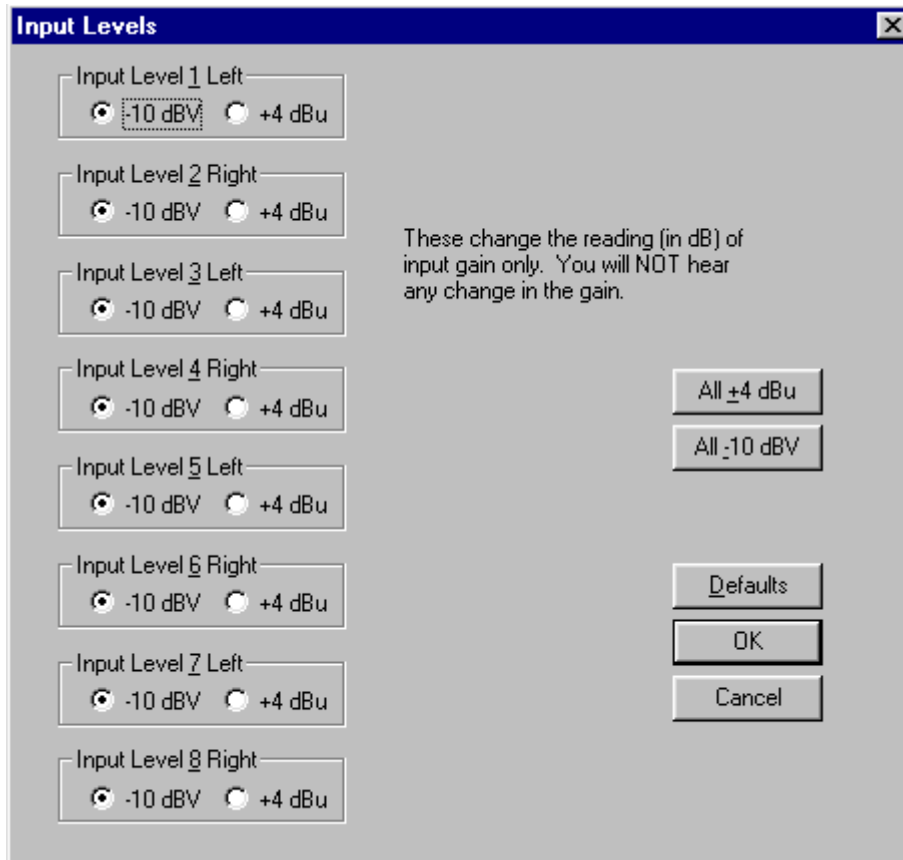 Input Levels
Input Level 1 Left
-10 dBV +4 dBu
Input Level 2 Right
-10 dBV +4 dBu
Input Level 3 Left
-10 dBV +4 dBu
Input Level 4 Right
-10 dBV +4 dBu
Input Level 5 Left
-10 dBV +4 dBu
Input Level 6 Right
-10 dBV +4 dBu
Input Level 7 Left
-10 dBV +4 dBu
Input Level 8 Right
-10 dBV +4 dBu
These change the reading (in dB) of
input gain only. You will NOT hear
any change in the gain.
All +4 dBu
All -10 dBV
Defaults
OK
Cancel